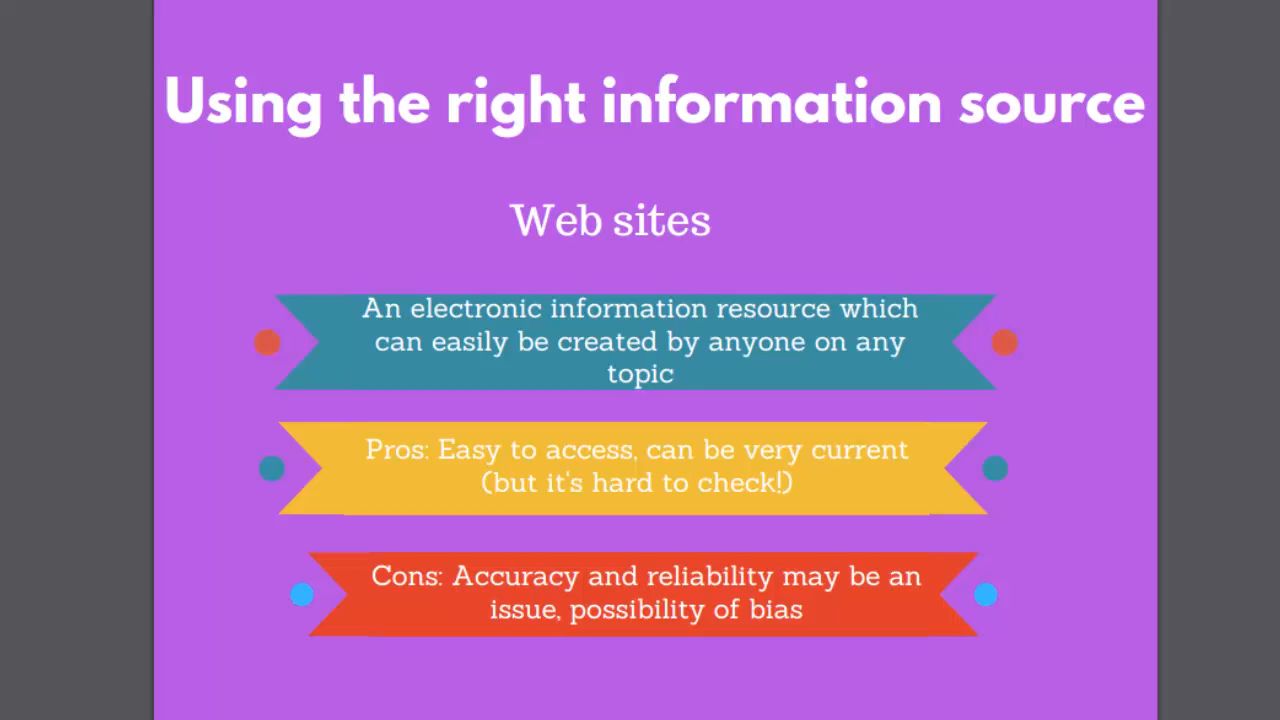 Using the right information source
Web sites
An electronic information resource which
can easily be created by anyone on any
topic
Pros: Easy to access, can be very current
(but it's hard to check!)
Cons: Accuracy and reliability may be an
issue, possibility of bias